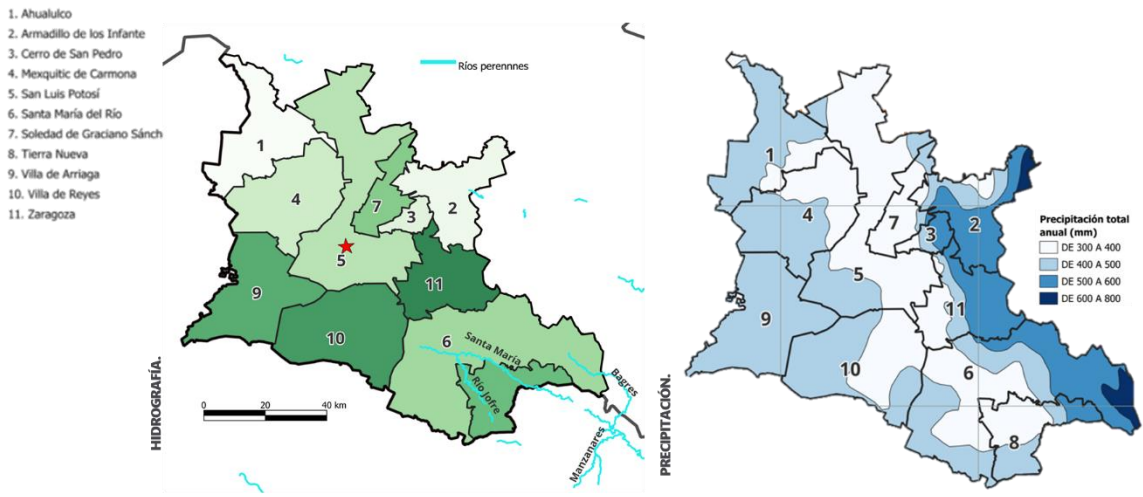 1. Ahualulco
2. Armadillo de los Infante
3. Cerro de San Pedro
4. Mexquitic de Carmona
5. San Luis Potosí
6. Santa María del Río
7. Soledad de Graciano Sánch
8. Tierra Nueva
9. Villa de Arriaga
10. Villa de Reyes
11. Zaragoza
Ríos perennnes
1
2
3
4
5
6
7
9
10
11
Santa María
Río Jofre
Bagres
Manzanares
0 20 40 km
HIDROGRAFÍA.
1
2
3
4
5
6
7
8
9
10
11
Precipitación total
anual (mm)
DE 300 A 400
DE 400 A 500
DE 500 A 600
DE 600 A 800
PRECIPITACIÓN.